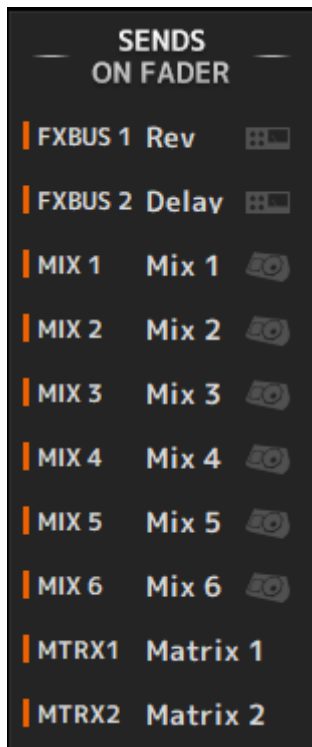 SENDS
ON FADER
FXBUS 1 Rev
FXBUS 2 Delay
MIX 1 Mix 1
MIX 2 Mix 2
MIX 3 Mix 3
MIX 4 Mix 4
MIX 5 Mix 5
MIX 6 Mix 6
MTRX1 Matrix 1
MTRX2 Matrix 2